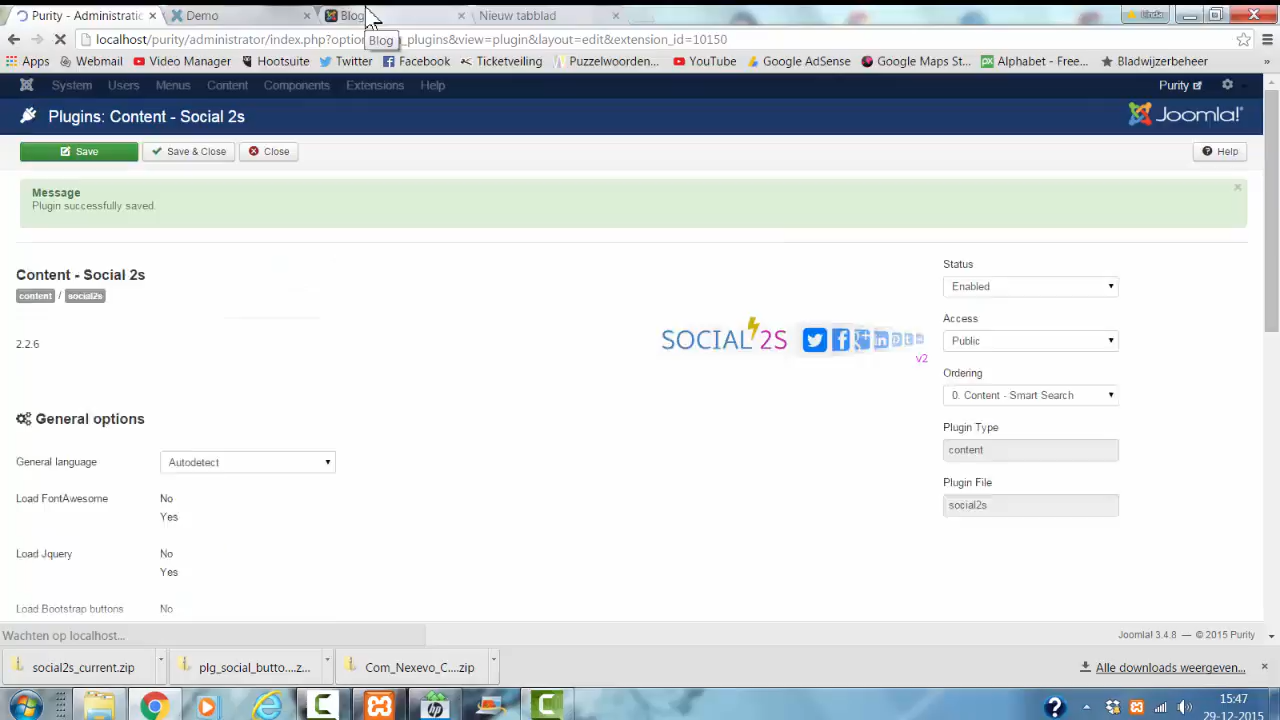 Purity - Administratio
Demo
Blog
Nieuw tabblad
Linda
localhost/purity/administrator/index.php?optio
_plugins&view=plugin&layout=edit&extension_id=10150
Blog
Apps
Webmail
Video Manager
Hootsuite
Twitter
Facebook
Ticketveiling
Puzzelwoorden...
YouTube
Google AdSense
Google Maps St...
Alphabet - Free...
Bladwijzerbeheer
»
System
Users
Menus
Content
Components
Extensions
Help
Purity
Plugins: Content - Social 2s
Joomla!
Save
Save & Close
Close
Help
Message
Plugin successfully saved.
Content - Social 2s
content / social2s
2.2.6
SOCIAL 2S
v2
Status
Enabled
Access
Public
Ordering
0. Content - Smart Search
Plugin Type
content
Plugin File
social2s
General options
General language
Autodetect
Load FontAwesome
No
Yes
Load Jquery
No
Yes
Load Bootstrap buttons
No
Wachten op localhost...
Joomla! 3.4.8 — © 2015 Purity
social2s_current.zip
plg_social_butto....z...
Com_Nexevo_C....zip
Alle downloads weergeven...
15:47
29-12-2015